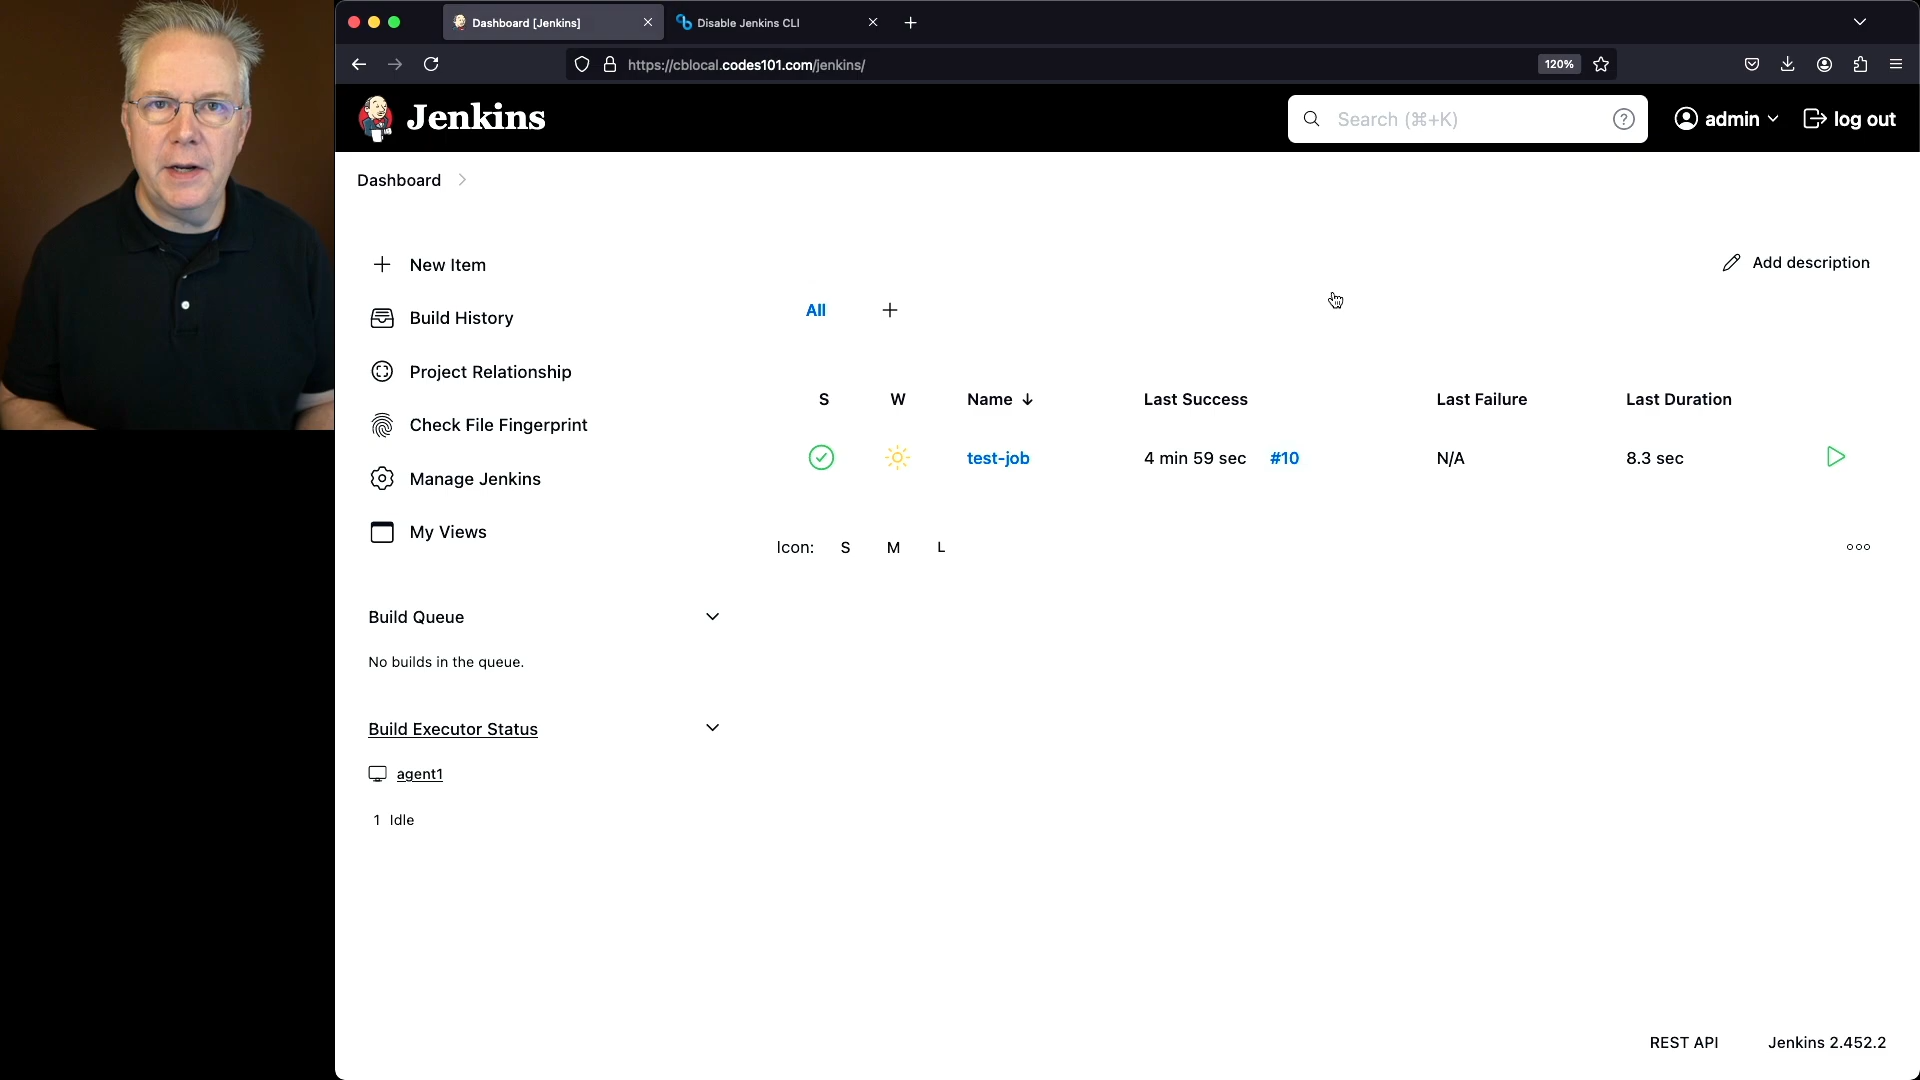 Dashboard [Jenkins]
Disable Jenkins CLI
https://cblocal.codes101.com/jenkins/
120%
Jenkins
Search (⌘+K)
admin
log out
Dashboard
New Item
Add description
All
Build History
Project Relationship
Check File Fingerprint
Manage Jenkins
My Views
S W Name ↓ Last Success Last Failure Last Duration
test-job 4 min 59 sec #10 N/A 8.3 sec
Icon: S M L
Build Queue
No builds in the queue.
Build Executor Status
agent1
1 Idle
REST API Jenkins 2.452.2